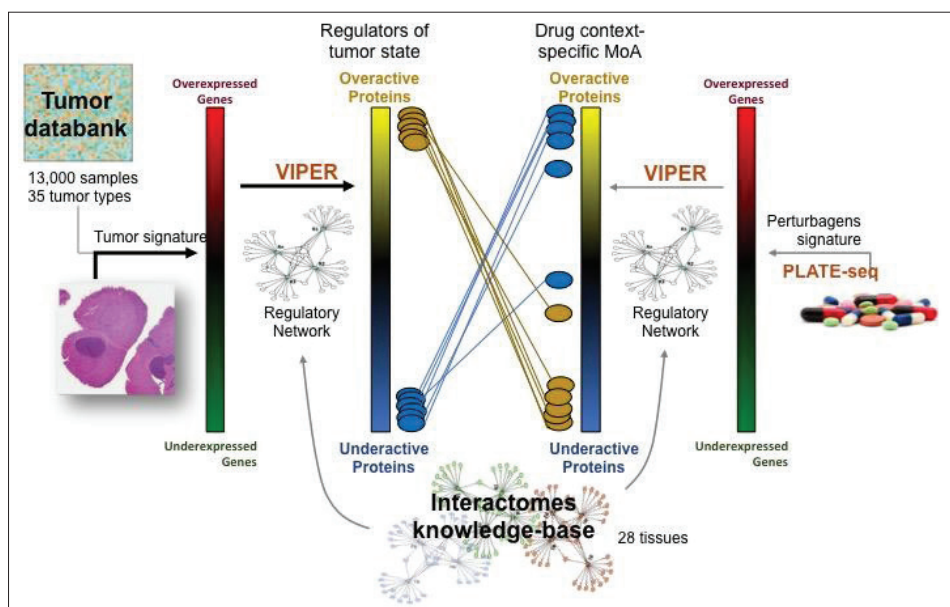 Regulators of
tumor state
Drug context-
specific MoA
Overexpressed
Genes
Overactive
Proteins
Overactive
Proteins
Overexpressed
Genes
Tumor
databank
13,000 samples
35 tumor types
VIPER
VIPER
Tumor signature
Perturbagens
signature
PLATE-seq
Regulatory
Network
Regulatory
Network
Underexpressed
Genes
Underactive
Proteins
Underactive
Proteins
Underexpressed
Genes
Interactomes
knowledge-base
28 tissues